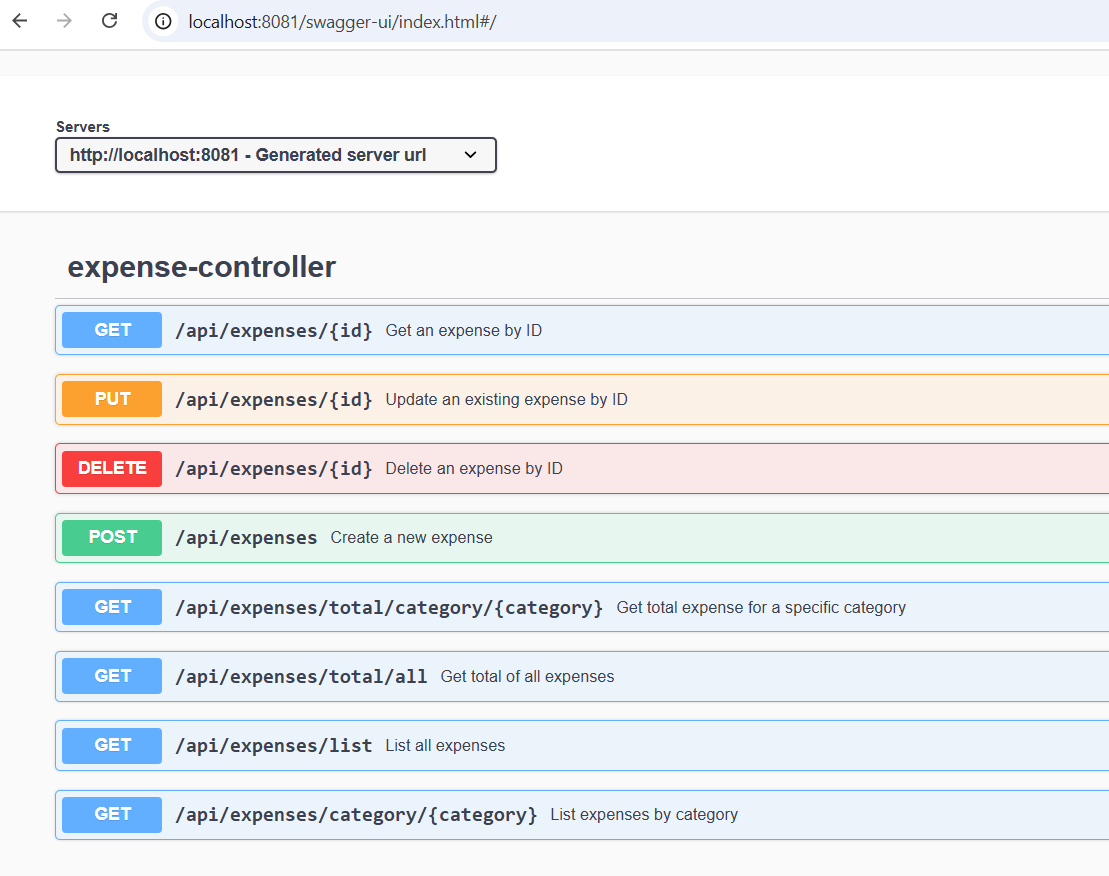 localhost:8081/swagger-ui/index.html#/
Servers
http://localhost:8081 - Generated server url
expense-controller
GET /api/expenses/{id} Get an expense by ID
PUT /api/expenses/{id} Update an existing expense by ID
DELETE /api/expenses/{id} Delete an expense by ID
POST /api/expenses Create a new expense
GET /api/expenses/total/category/{category} Get total expense for a specific category
GET /api/expenses/total/all Get total of all expenses
GET /api/expenses/list List all expenses
GET /api/expenses/category/{category} List expenses by category